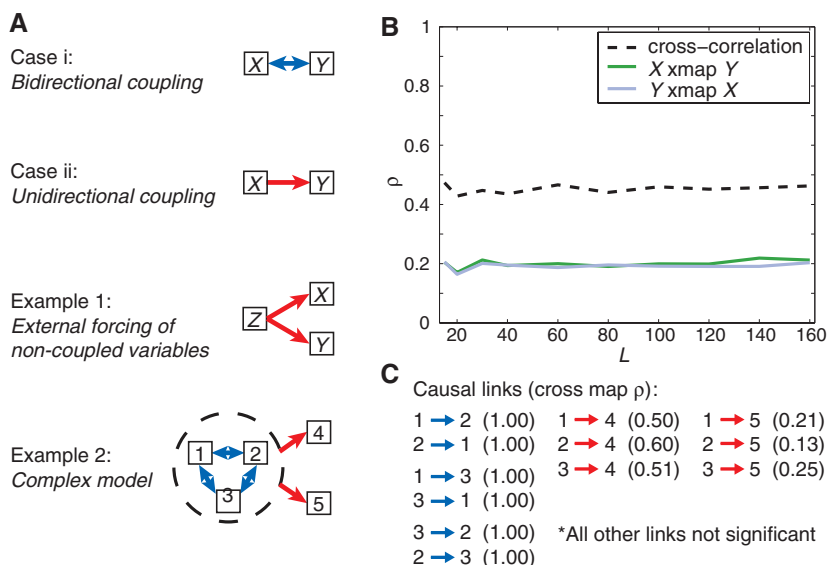 A
Case i:
Bidirectional coupling
X
Y
Case ii:
Unidirectional coupling
X
Y
Example 1:
External forcing of
non-coupled variables
Z
X
Y
Example 2:
Complex model
1
2
3
4
5
B
1
0.8
0.6
0.4
0.2
0
ρ
20 40 60 80 100 120 140 160
L
cross−correlation
X xmap Y
Y xmap X
C
Causal links (cross map ρ):
1 → 2 (1.00) 1 → 4 (0.50) 1 → 5 (0.21)
2 → 1 (1.00) 2 → 4 (0.60) 2 → 5 (0.13)
1 → 3 (1.00) 3 → 4 (0.51) 3 → 5 (0.25)
3 → 1 (1.00)
3 → 2 (1.00) *All other links not significant
2 → 3 (1.00)